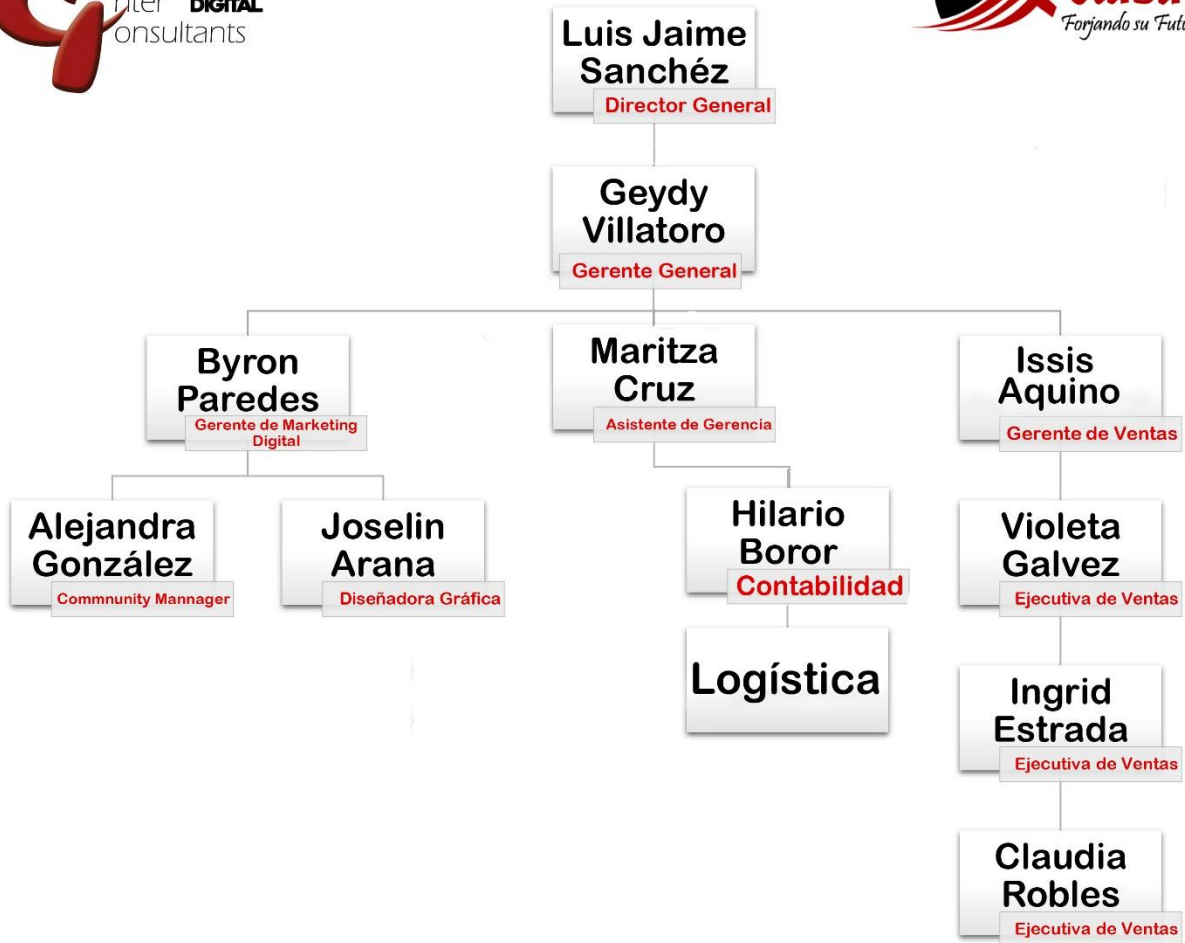 DIGITAL
onsultants
Forjando su
Luis Jaime
Sanchéz
Director General
Geydy
Villatoro
Gerente General
Byron
Paredes
Gerente de Marketing
Digital
Maritza
Cruz
Asistente de Gerencia
Issis
Aquino
Gerente de Ventas
Alejandra
González
Commnunity Mannager
Joselin
Arana
Diseñadora Gráfica
Hilario
Boror
Contabilidad
Logística
Violeta
Galvez
Ejecutiva de Ventas
Ingrid
Estrada
Ejecutiva de Ventas
Claudia
Robles
Ejecutiva de Ventas